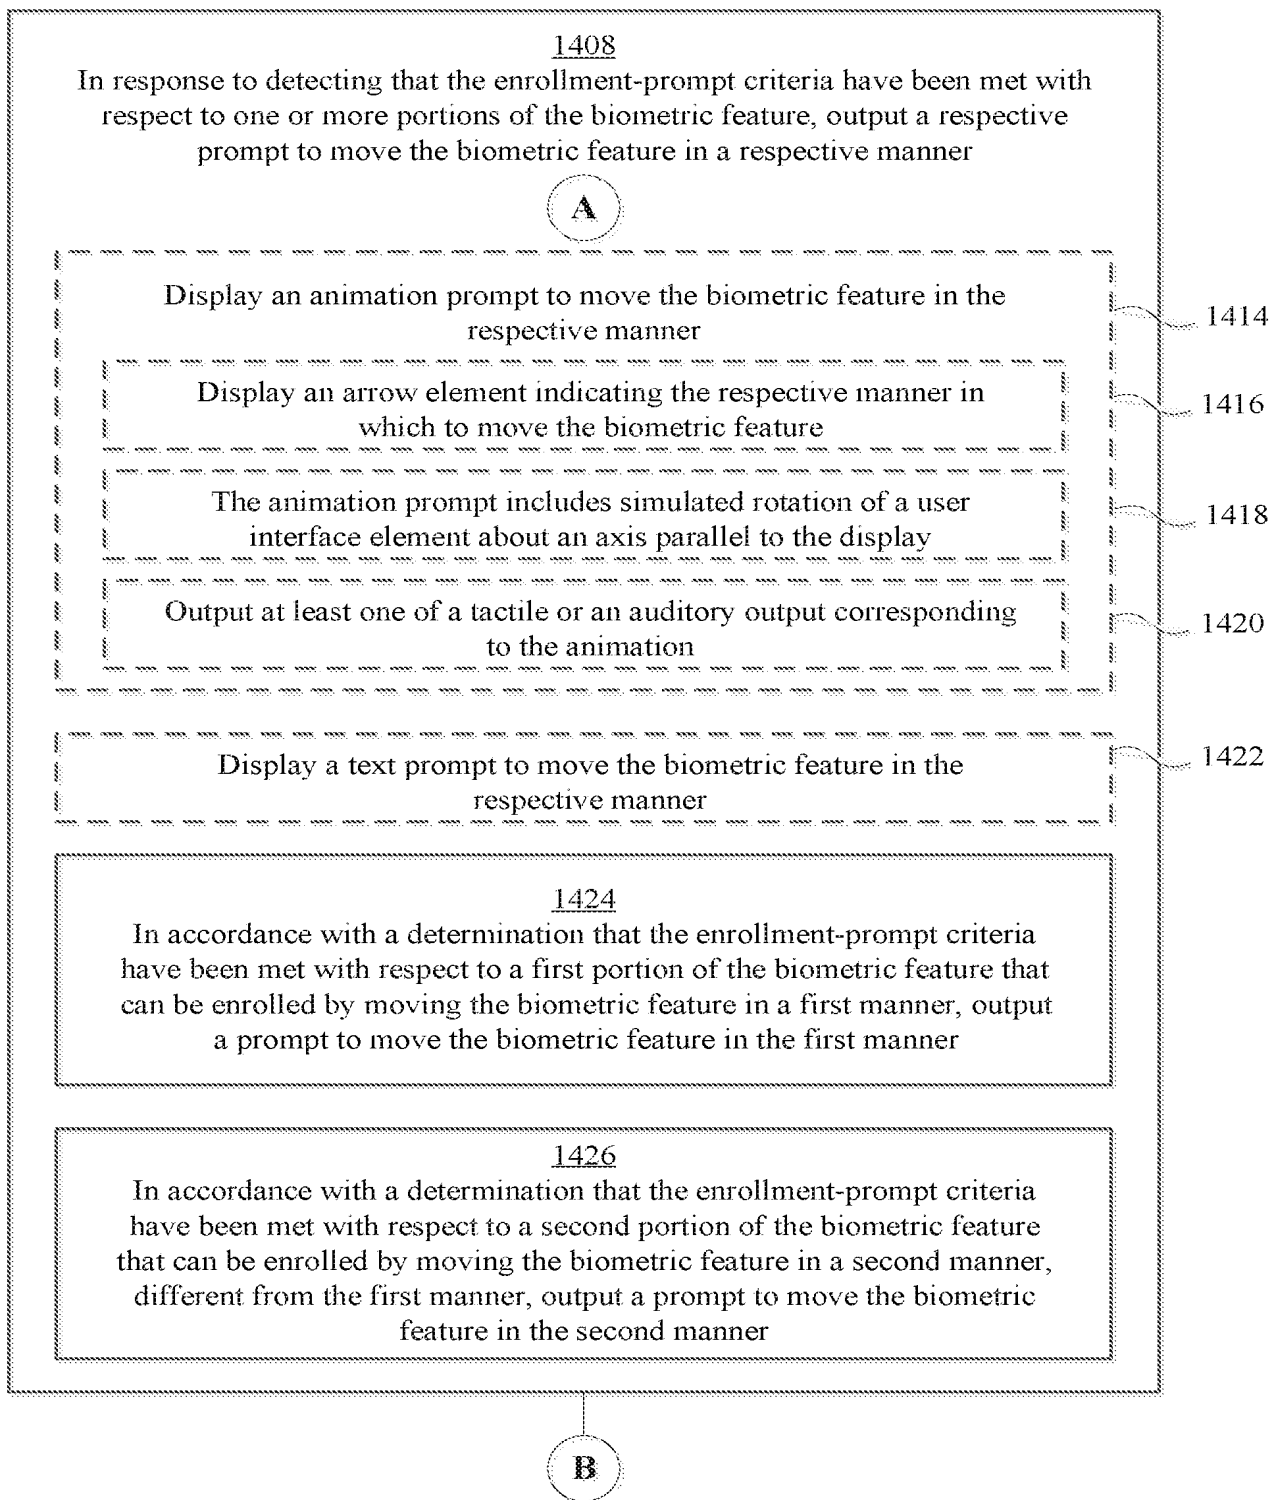 1408
In response to detecting that the enrollment-prompt criteria have been met with
respect to one or more portions of the biometric feature, output a respective
prompt to move the biometric feature in a respective manner
A
Display an animation prompt to move the biometric feature in the
respective manner
1414
Display an arrow element indicating the respective manner in
which to move the biometric feature
1416
The animation prompt includes simulated rotation of a user
interface element about an axis parallel to the display
1418
Output at least one of a tactile or an auditory output corresponding
to the animation
1420
Display a text prompt to move the biometric feature in the
respective manner
1422
1424
In accordance with a determination that the enrollment-prompt criteria
have been met with respect to a first portion of the biometric feature that
can be enrolled by moving the biometric feature in a first manner, output
a prompt to move the biometric feature in the first manner
1426
In accordance with a determination that the enrollment-prompt criteria
have been met with respect to a second portion of the biometric feature
that can be enrolled by moving the biometric feature in a second manner,
different from the first manner, output a prompt to move the biometric
feature in the second manner
B